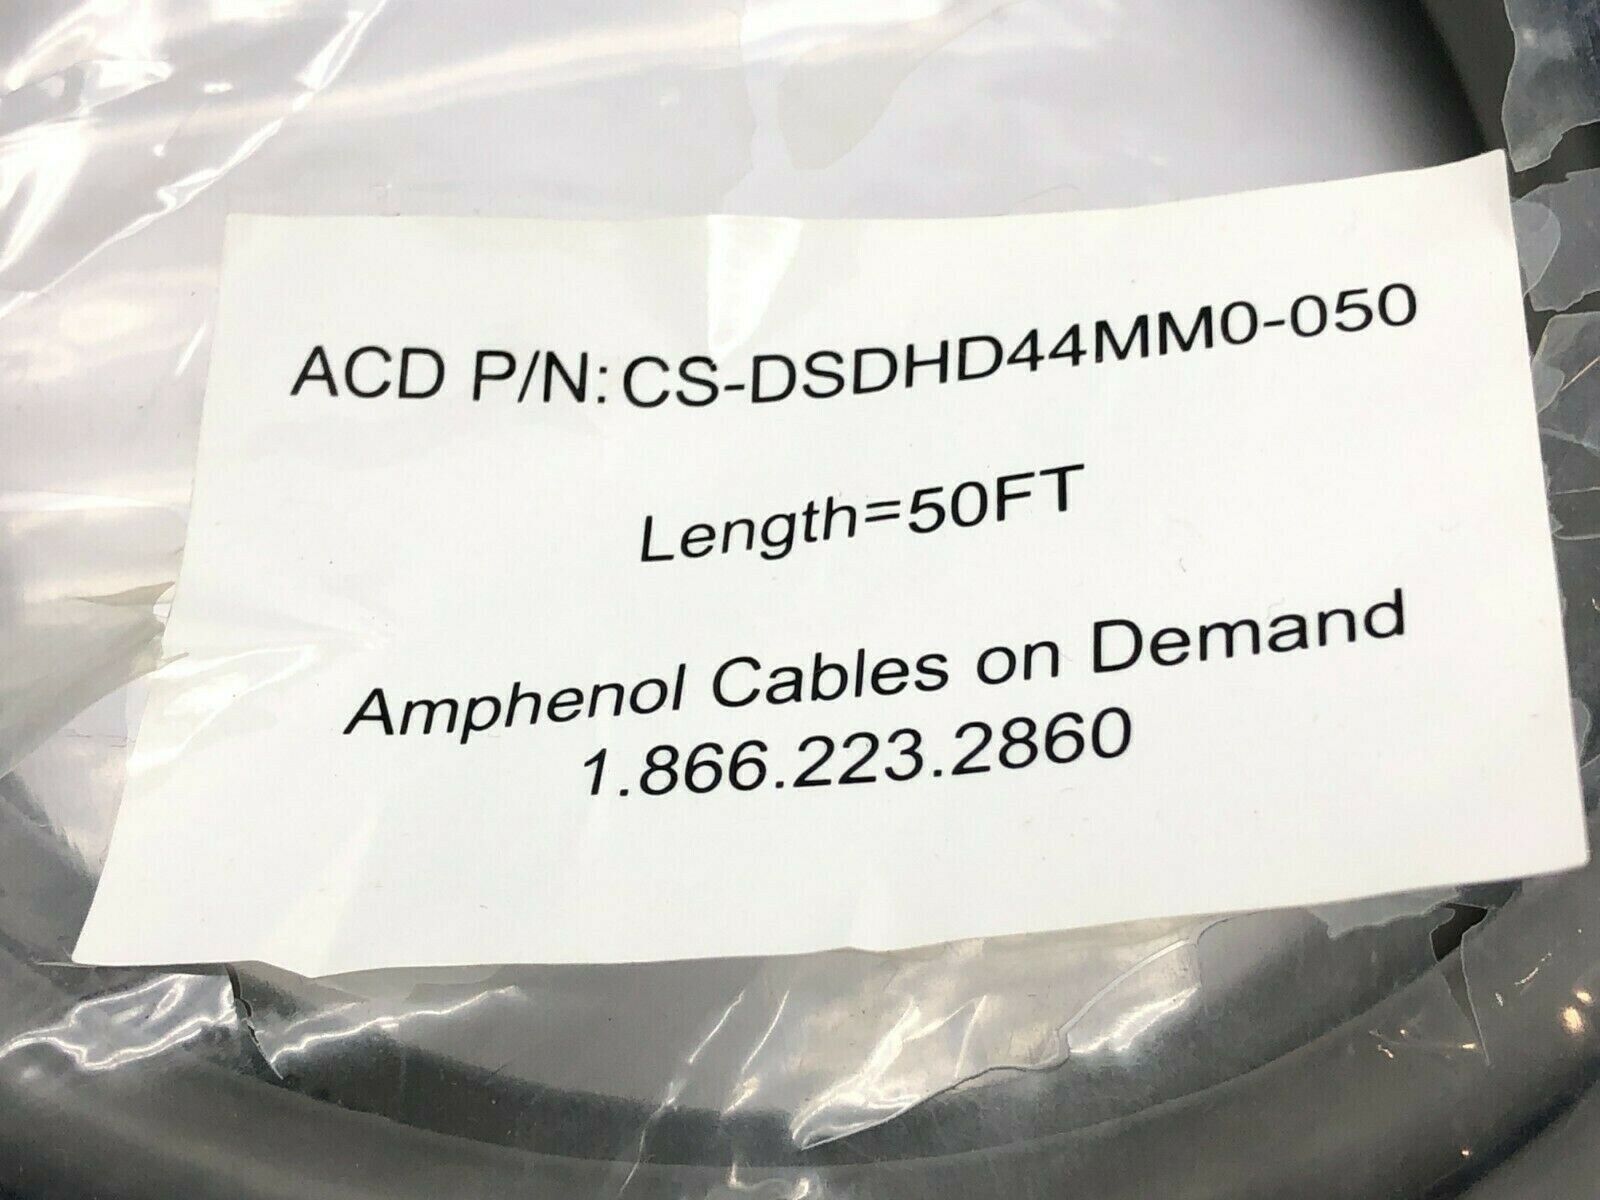 ACD P/N: CS-DSDHD44MM0-050
Length=50FT
Amphenol Cables on Demand
1.866.223.2860